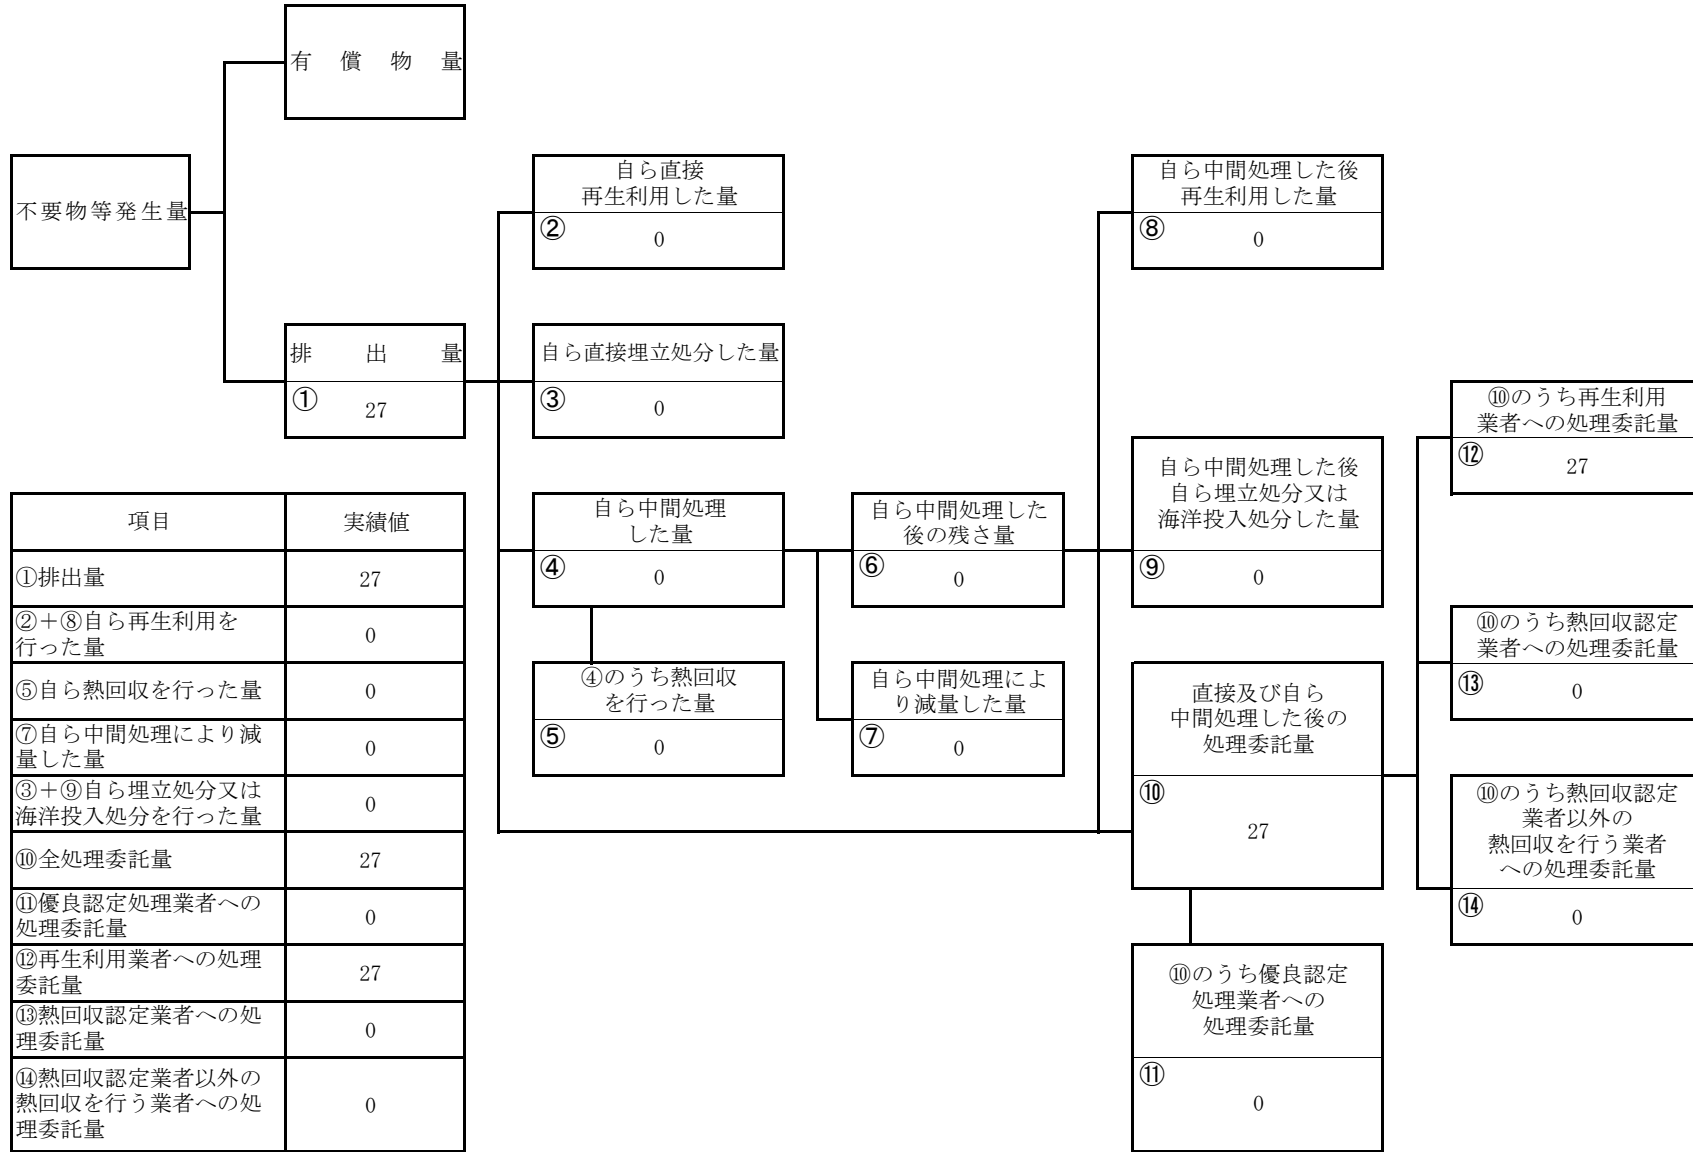 有償物量
不要物等発生量
排出量
①
27
自ら直接
再生利用した量
②
0
自ら直接埋立処分した量
③
0
自ら中間処理
した量
④
0
④のうち熱回収
を行った量
⑤
0
自ら中間処理した
後の残さ量
⑥
0
自ら中間処理によ
り減量した量
⑦
0
自ら中間処理した後
再生利用した量
⑧
0
自ら中間処理した後
自ら埋立処分又は
海洋投入処分した量
⑨
0
直接及び自ら
中間処理した後の
処理委託量
⑩
27
⑩のうち優良認定
処理業者への
処理委託量
⑪
0
⑩のうち再生利用
業者への処理委託量
⑫
27
⑩のうち熱回収認定
業者への処理委託量
⑬
0
⑩のうち熱回収認定
業者以外の
熱回収を行う業者
への処理委託量
⑭
0
項目 実績値
①排出量 27
②+⑧自ら再生利用を
行った量 0
⑤自ら熱回収を行った量 0
⑦自ら中間処理により減
量した量 0
③+⑨自ら埋立処分又は
海洋投入処分を行った量 0
⑩全処理委託量 27
⑪優良認定処理業者への
処理委託量 0
⑫再生利用業者への処理
委託量 27
⑬熱回収認定業者への処
理委託量 0
⑭熱回収認定業者以外の
熱回収を行う業者への処
理委託量 0